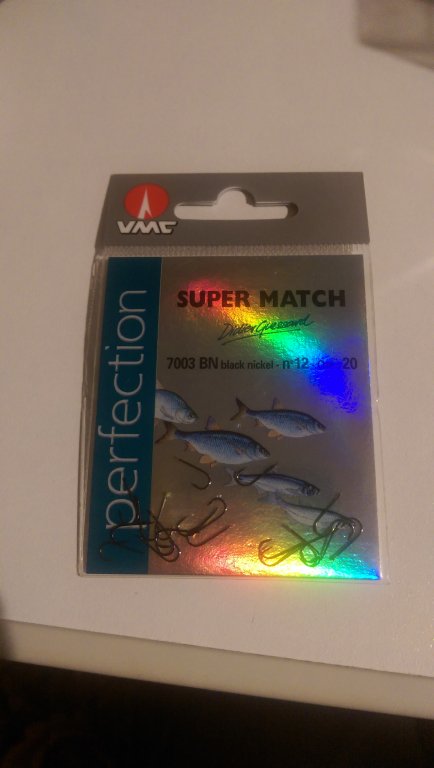 VMC
perfection
SUPER MATCH
7003 BN black nickel - n°12 -20